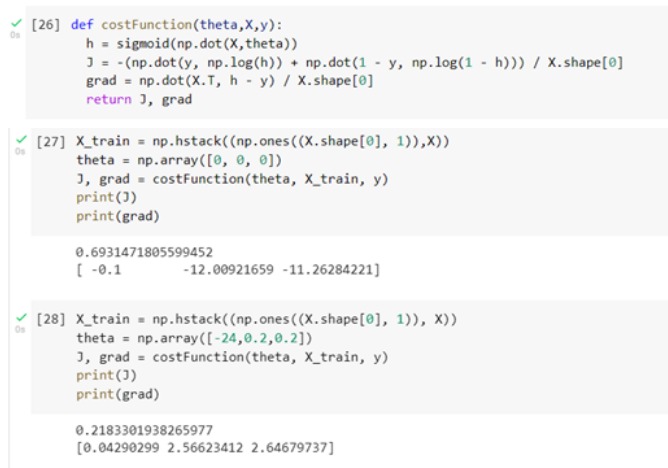 [26] def costFunction(theta,X,y):
0s
h = sigmoid(np.dot(X,theta))
J = -(np.dot(y, np.log(h)) + np.dot(1 - y, np.log(1 - h))) / X.shape[0]
grad = np.dot(X.T, h - y) / X.shape[0]
return J, grad
[27] X_train = np.hstack((np.ones((X.shape[0], 1)),X))
0s
theta = np.array([0, 0, 0])
J, grad = costFunction(theta, X_train, y)
print(J)
print(grad)
0.6931471805599452
[ -0.1 -12.00921659 -11.26284221]
[28] X_train = np.hstack((np.ones((X.shape[0], 1)), X))
0s
theta = np.array([-24,0.2,0.2])
J, grad = costFunction(theta, X_train, y)
print(J)
print(grad)
0.2183301938265977
[0.04290299 2.56623412 2.64679737]